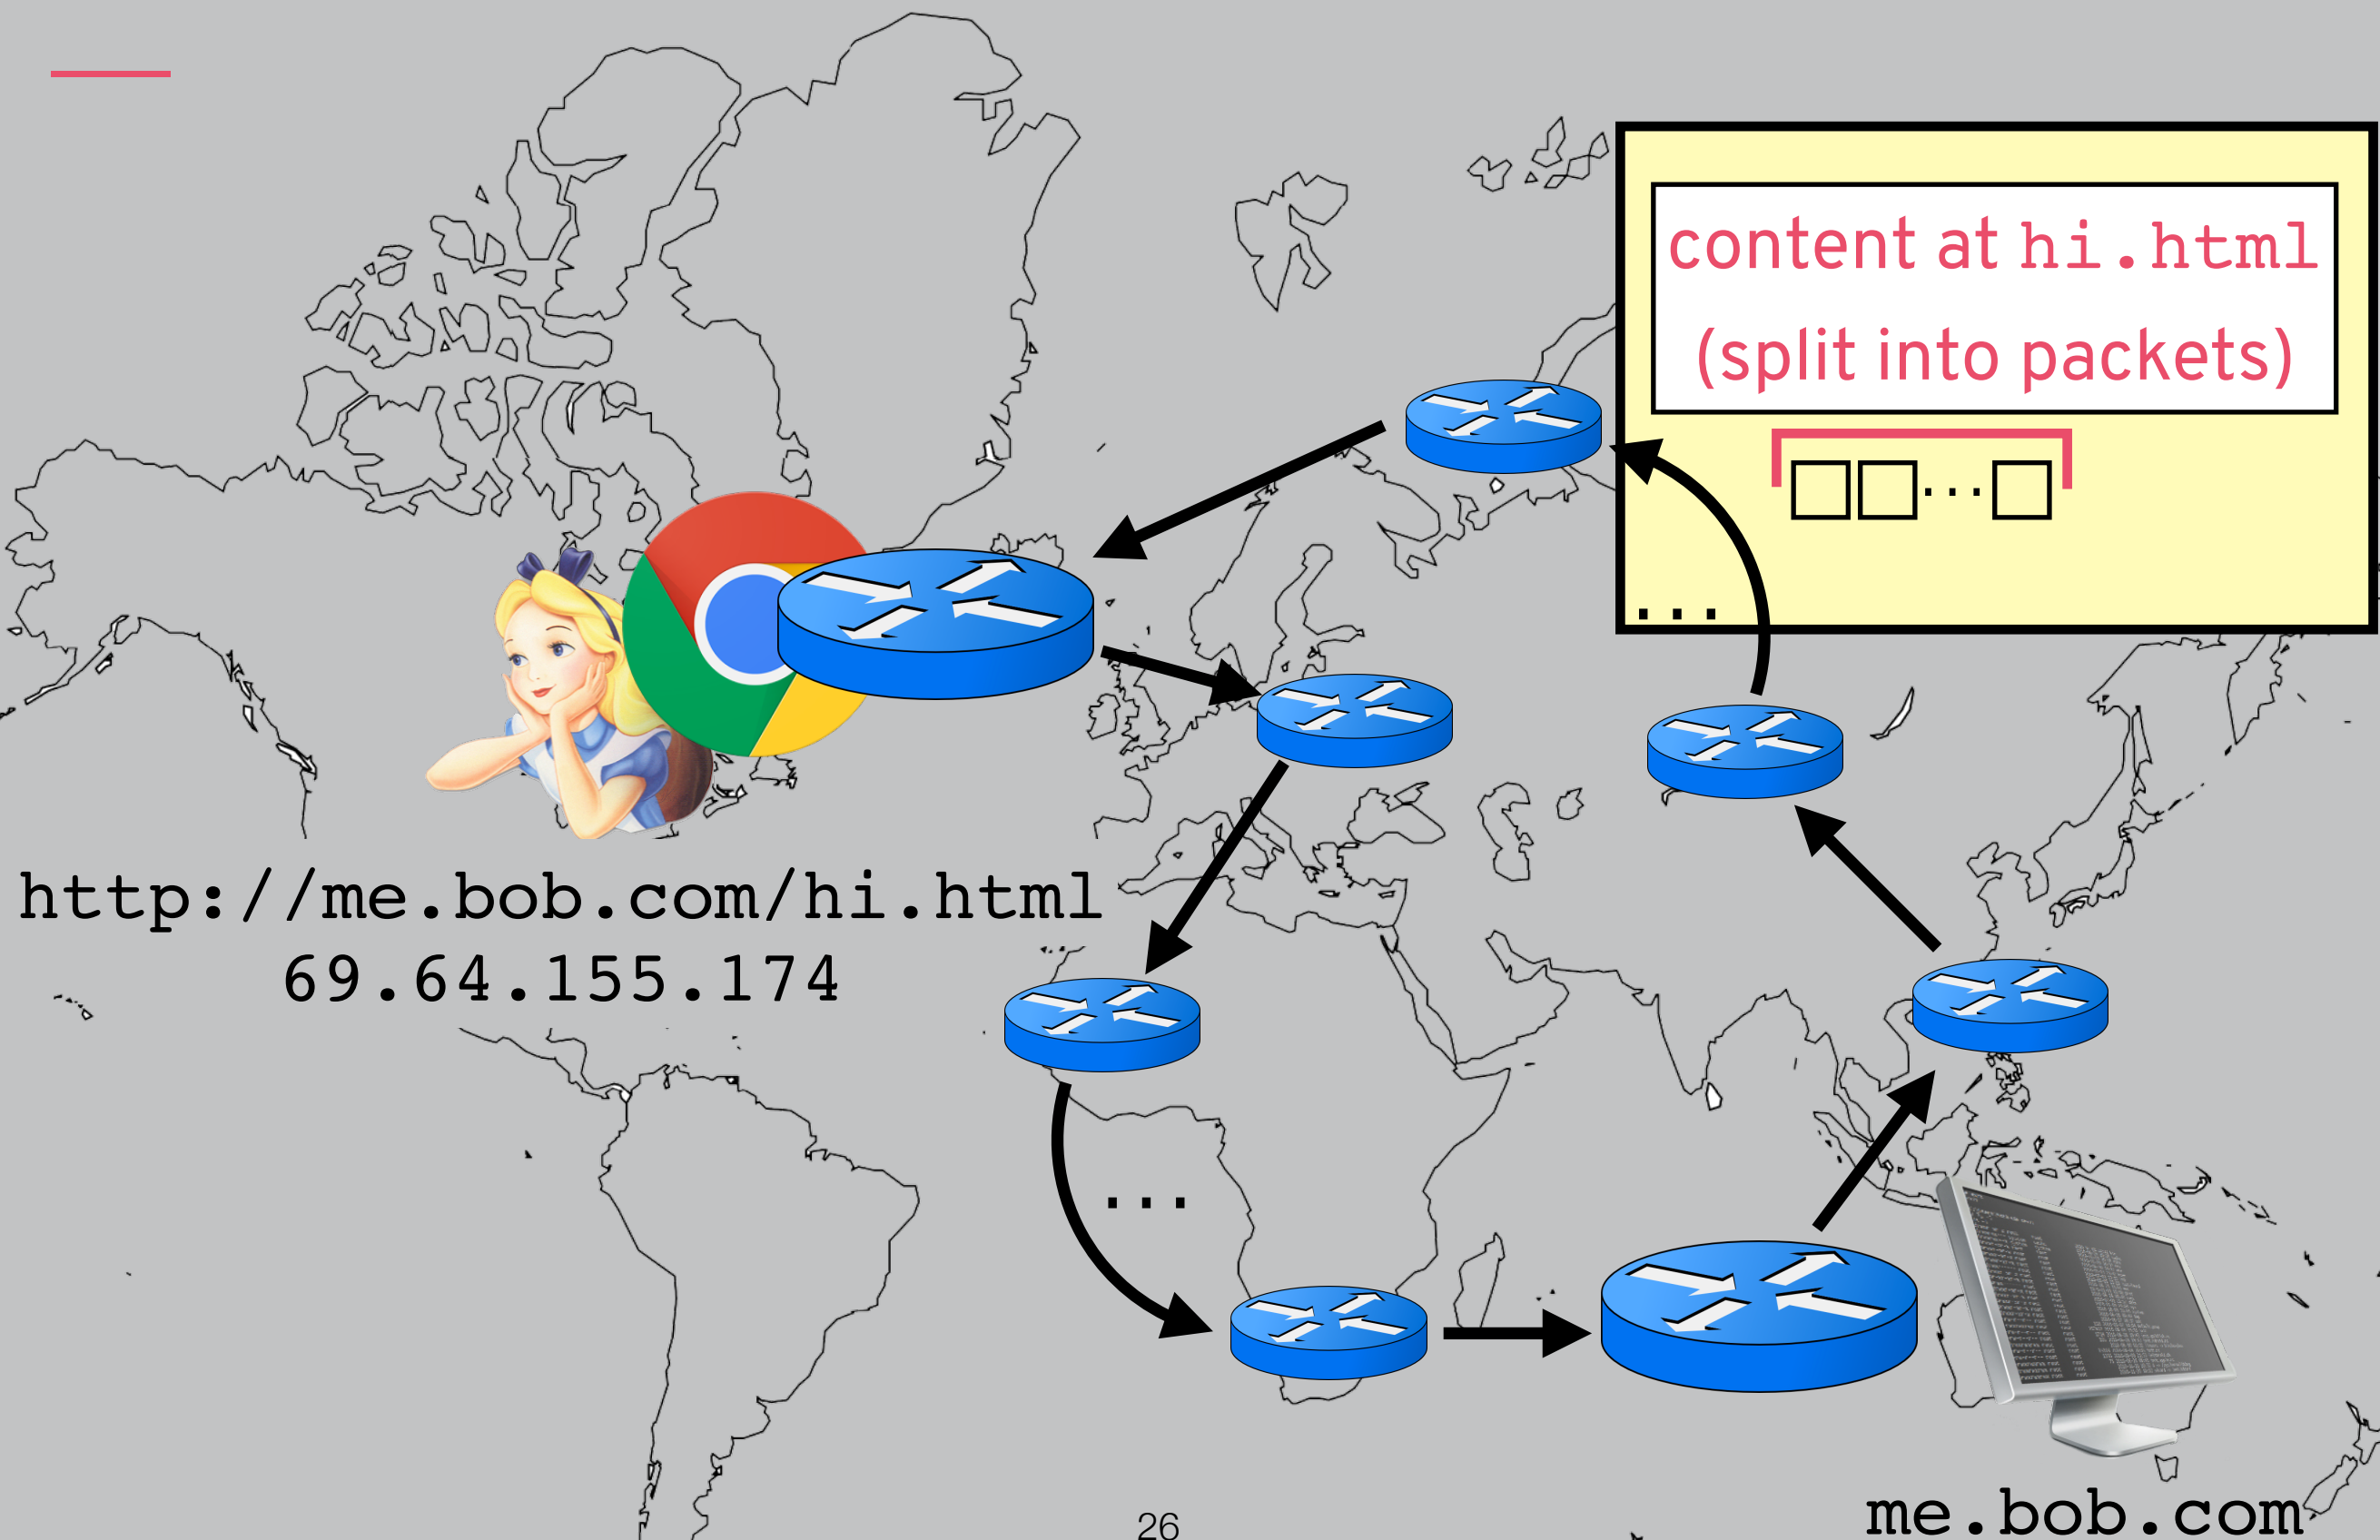 content at hi.html
(split into packets)
...
...
http://me.bob.com/hi.html
69.64.155.174
...
me.bob.com
26